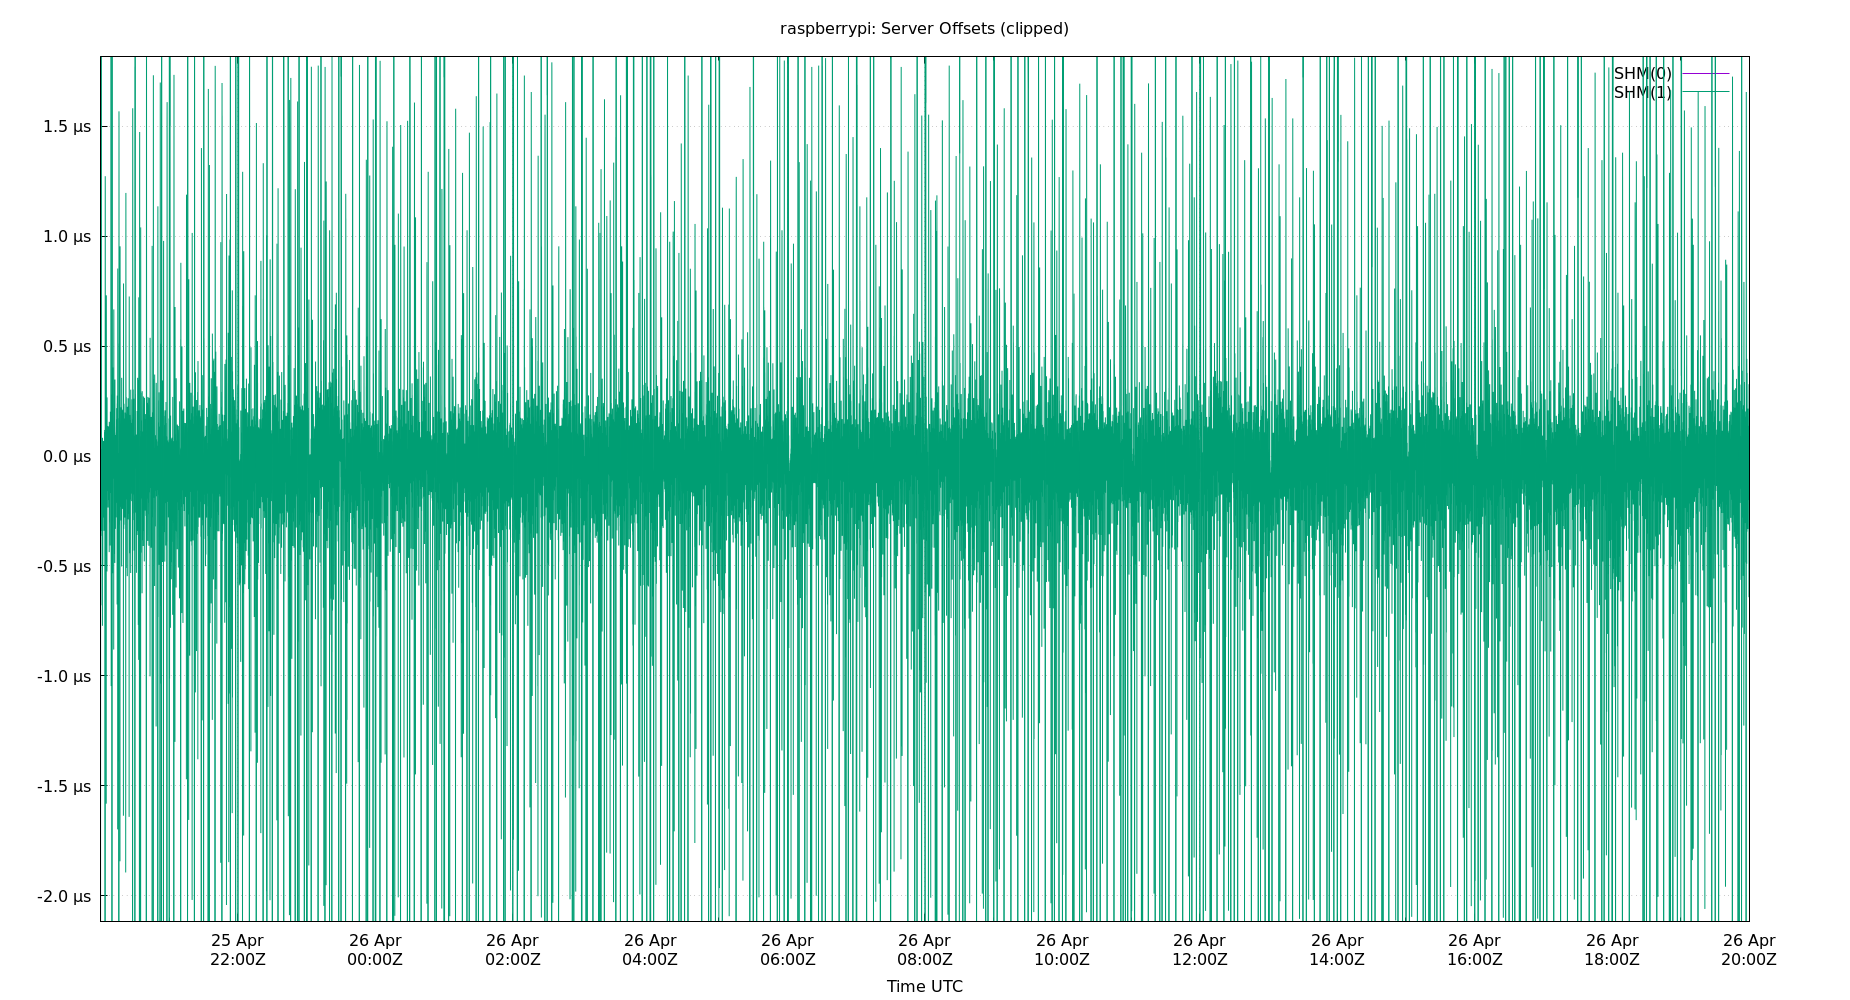 raspberrypi: Server Offsets (clipped)
SHM(0)
SHM(1)
1.5 µs
1.0 µs
0.5 µs
0.0 µs
-0.5 µs
-1.0 µs
-1.5 µs
-2.0 µs
25 Apr 26 Apr 26 Apr 26 Apr 26 Apr 26 Apr 26 Apr 26 Apr 26 Apr 26 Apr 26 Apr 26 Apr
22:00Z 00:00Z 02:00Z 04:00Z 06:00Z 08:00Z 10:00Z 12:00Z 14:00Z 16:00Z 18:00Z 20:00Z
Time UTC